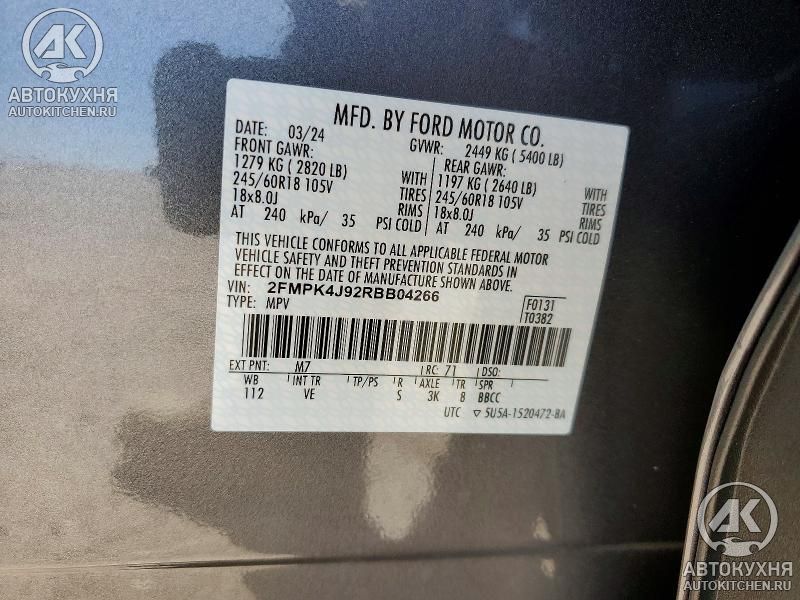 АК
АВТОКУХНЯ
AUTOKITCHEN.RU
MFD. BY FORD MOTOR CO.
DATE: 03/24 GVWR: 2449 KG ( 5400 LB)
FRONT GAWR: REAR GAWR:
1279 KG ( 2820 LB) 1197 KG ( 2640 LB)
245/60R18 105V WITH TIRES 245/60R18 105V WITH TIRES
18x8.0J RIMS 18x8.0J RIMS
AT 240 kPa/ 35 PSI COLD AT 240 kPa/ 35 PSI COLD
THIS VEHICLE CONFORMS TO ALL APPLICABLE FEDERAL MOTOR
VEHICLE SAFETY AND THEFT PREVENTION STANDARDS IN
EFFECT ON THE DATE OF MANUFACTURE SHOWN ABOVE.
VIN: 2FMPK4J92RBB04266 F0131
TYPE: MPV T0382
EXT PNT: M7 RC: 71 DSO:
WB INT TR TP/PS R AXLE TR SPR
112 VE S 3K 8 BBCC
UTC ▽ 5U5A-1520472-BA
АК
АВТОКУХНЯ
AUTOKITCHEN.RU